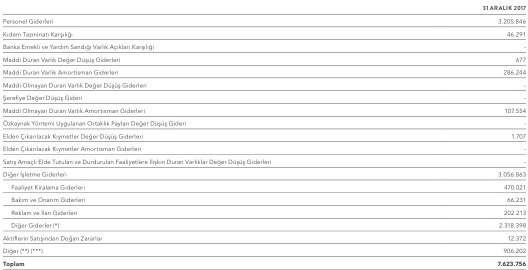 31 ARALIK 2017
Personel Giderleri 3.205.846
Kıdem Tazminatı Karşılığı 46.291
Banka Emekli ve Yardım Sandığı Varlık Açıkları Karşılığı -
Maddi Duran Varlık Değer Düşüş Giderleri 677
Maddi Duran Varlık Amortisman Giderleri 286.244
Maddi Olmayan Duran Varlık Değer Düşüş Giderleri -
Şerefiye Değer Düşüş Gideri -
Maddi Olmayan Duran Varlık Amortisman Giderleri 107.554
Özkaynak Yöntemi Uygulanan Ortaklık Payları Değer Düşüş Gideri -
Elden Çıkarılacak Kıymetler Değer Düşüş Giderleri 1.707
Elden Çıkarılacak Kıymetler Amortisman Giderleri -
Satış Amaçlı Elde Tutulan ve Durdurulan Faaliyetlere İlişkin Duran Varlıklar Değer Düşüş Giderleri -
Diğer İşletme Giderleri 3.056.863
Faaliyet Kiralama Giderleri 470.021
Bakım ve Onarım Giderleri 66.231
Reklam ve İlan Giderleri 202.213
Diğer Giderler (*) 2.318.398
Aktiflerin Satışından Doğan Zararlar 12.372
Diğer (**) (***) 906.202
Toplam 7.623.756